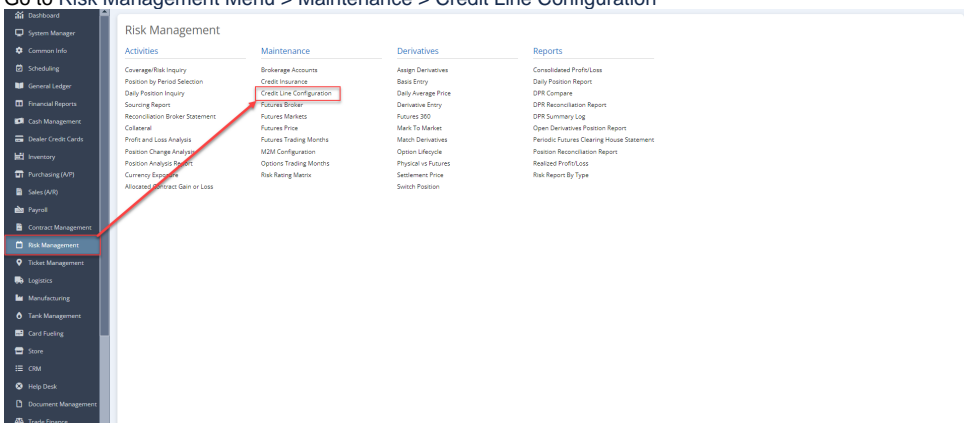 Go to Risk Management Menu > Maintenance > Credit Line Configuration
Dashboard
System Manager
Common Info
Scheduling
General Ledger
Financial Reports
Cash Management
Dealer Credit Cards
Inventory
Purchasing (A/P)
Sales (A/R)
Payroll
Contract Management
Risk Management
Ticket Management
Logistics
Manufacturing
Tank Management
Card Fueling
Store
CRM
Help Desk
Document Management
Trade Finance
Risk Management
Activities
Coverage/Risk Inquiry
Position by Period Selection
Daily Position Inquiry
Sourcing Report
Reconciliation Broker Statement
Collateral
Profit and Loss Analysis
Position Change Analysis
Position Analysis Report
Currency Exposure
Allocated Contract Gain or Loss
Maintenance
Brokerage Accounts
Credit Insurance
Credit Line Configuration
Futures Broker
Futures Markets
Futures Price
Futures Trading Months
M2M Configuration
Options Trading Months
Risk Rating Matrix
Derivatives
Assign Derivatives
Basis Entry
Daily Average Price
Derivative Entry
Futures 360
Mark To Market
Match Derivatives
Option Lifecycle
Physical vs Futures
Settlement Price
Switch Position
Reports
Consolidated Profit/Loss
Daily Position Report
DPR Compare
DPR Reconciliation Report
DPR Summary Log
Open Derivatives Position Report
Periodic Futures Clearing House Statement
Position Reconciliation Report
Realized Profit/Loss
Risk Report By Type